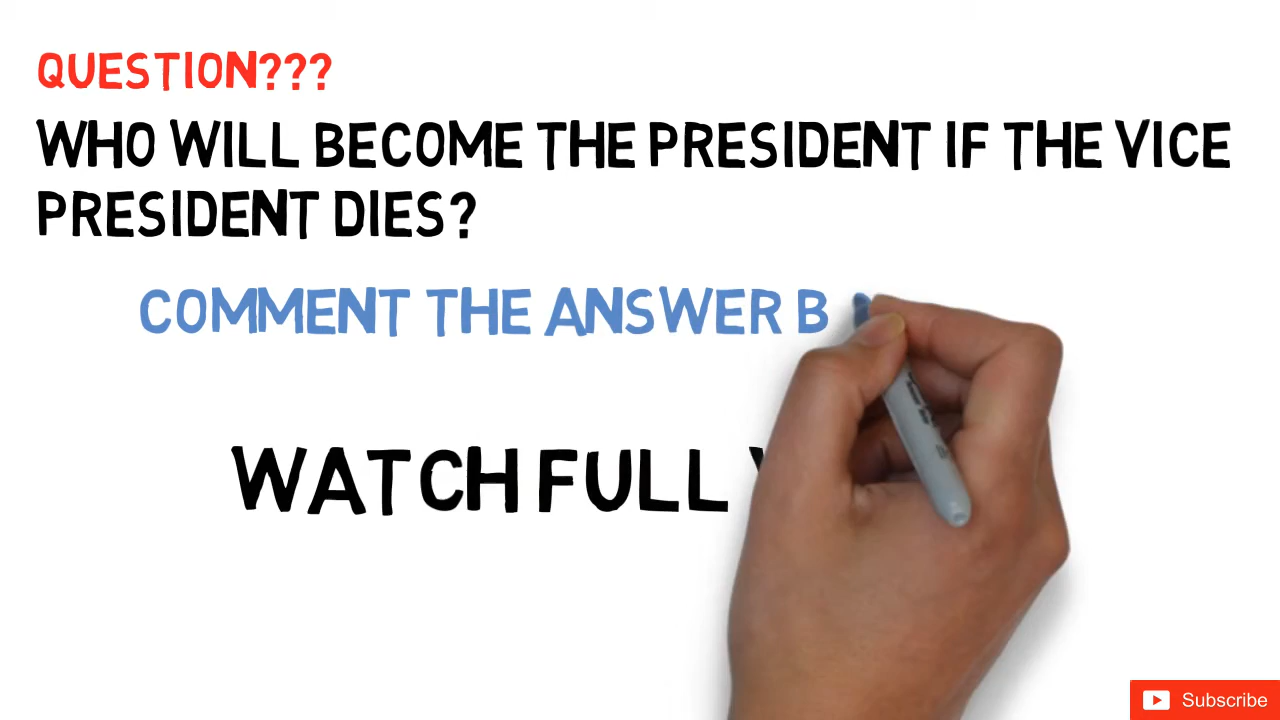 QUESTION???
WHO WILL BECOME THE PRESIDENT IF THE VICE
PRESIDENT DIES?
COMMENT THE ANSWER B
WATCH FULL
Subscribe